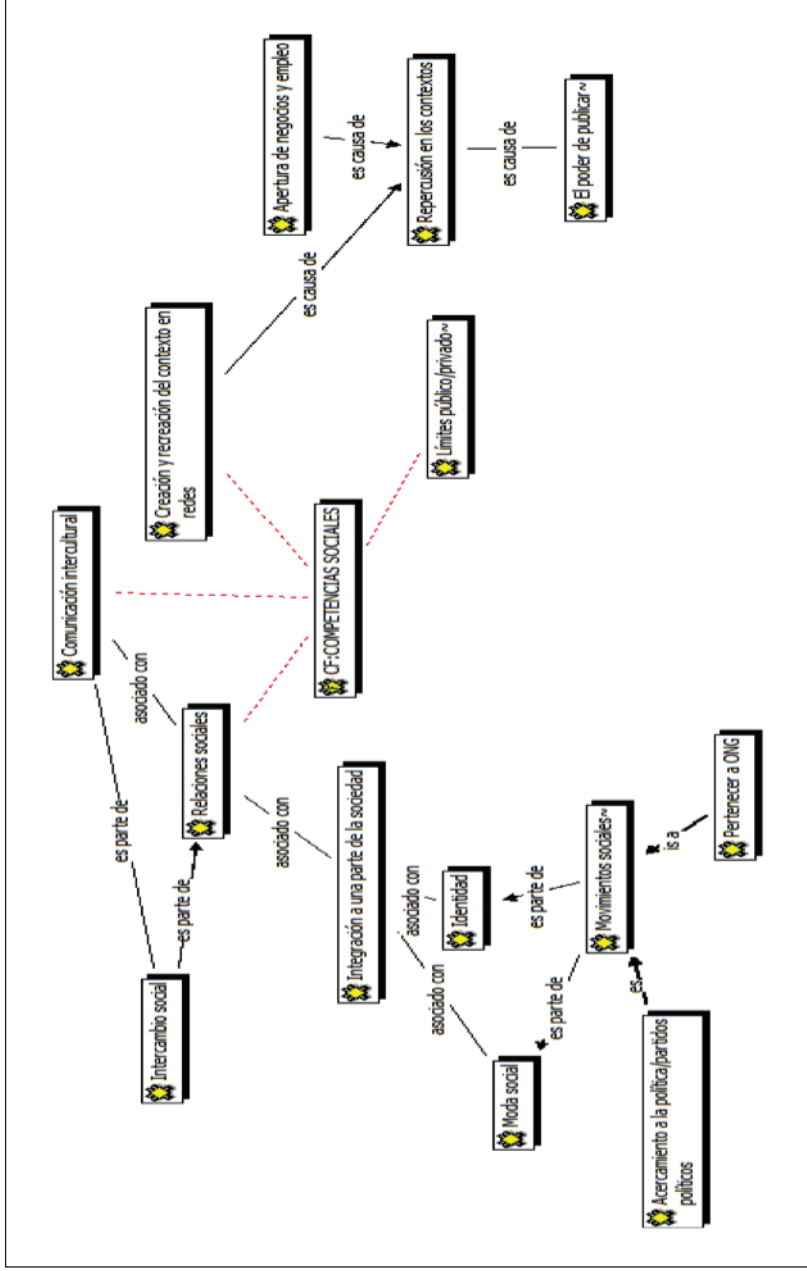 Comunicación intercultural
es parte de
asociado con
Intercambio social
es parte de
Relaciones sociales
Creación y recreación del contexto en
redes
Apertura de negocios y empleo
es causa de
es causa de
CF:COMPETENCIAS SOCIALES
asociado con
Integración a una parte de la sociedad
Límites público/privado~
Repercusión en los contextos
asociado con
asociado con
Moda social
Identidad
es causa de
es parte de
es parte de
El poder de publicar~
Movimientos sociales~
es
is a
Acercamiento a la política/partidos
políticos
Pertenecer a ONG